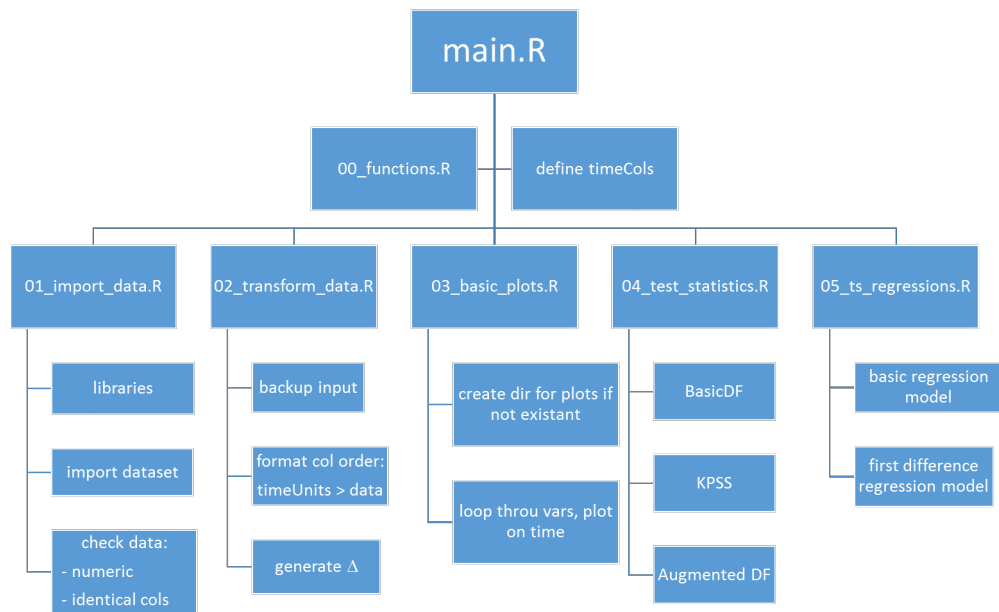 main.R
00_functions.R
define timeCols
01_import_data.R
02_transform_data.R
03_basic_plots.R
04_test_statistics.R
05_ts_regressions.R
libraries
import dataset
check data:
- numeric
- identical cols
backup input
format col order:
timeUnits > data
generate Δ
create dir for plots if
not existant
loop throu vars, plot
on time
BasicDF
KPSS
Augmented DF
basic regression
model
first difference
regression model